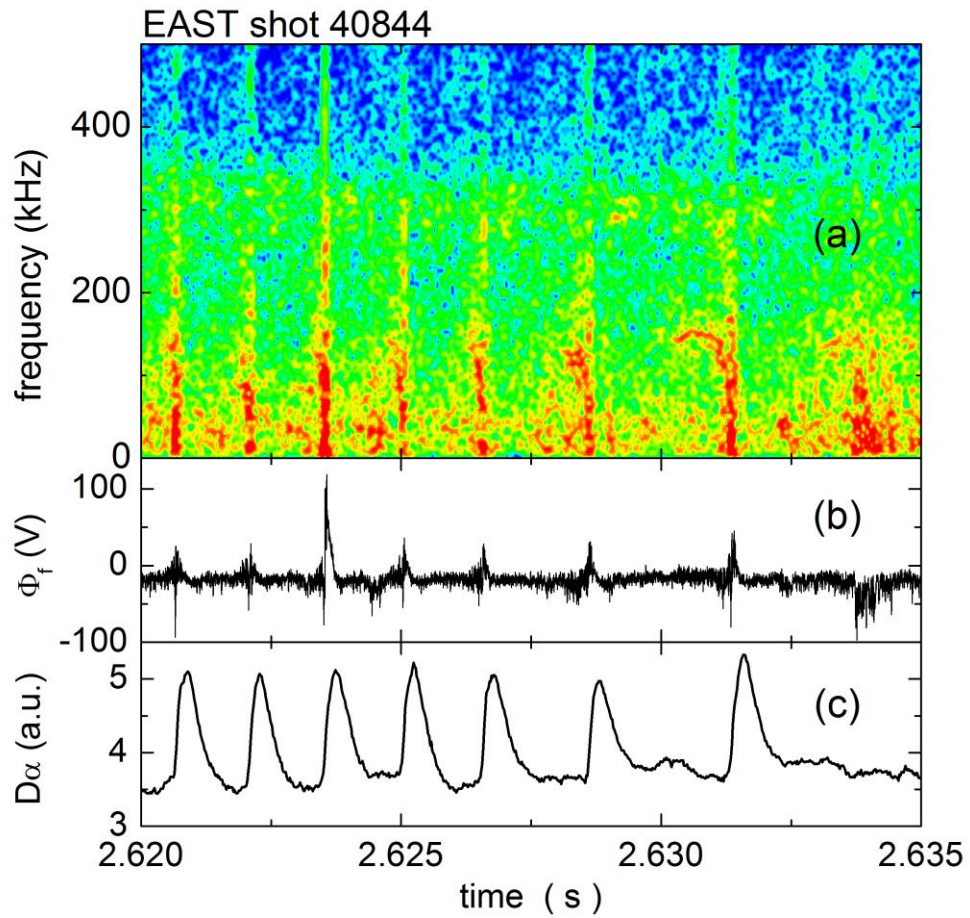 EAST shot 40844
400
200
0
frequency (kHz)
(a)
100
0
-100
Φf (V)
(b)
5
4
3
Dα (a.u.)
(c)
2.620 2.625 2.630 2.635
time ( s )